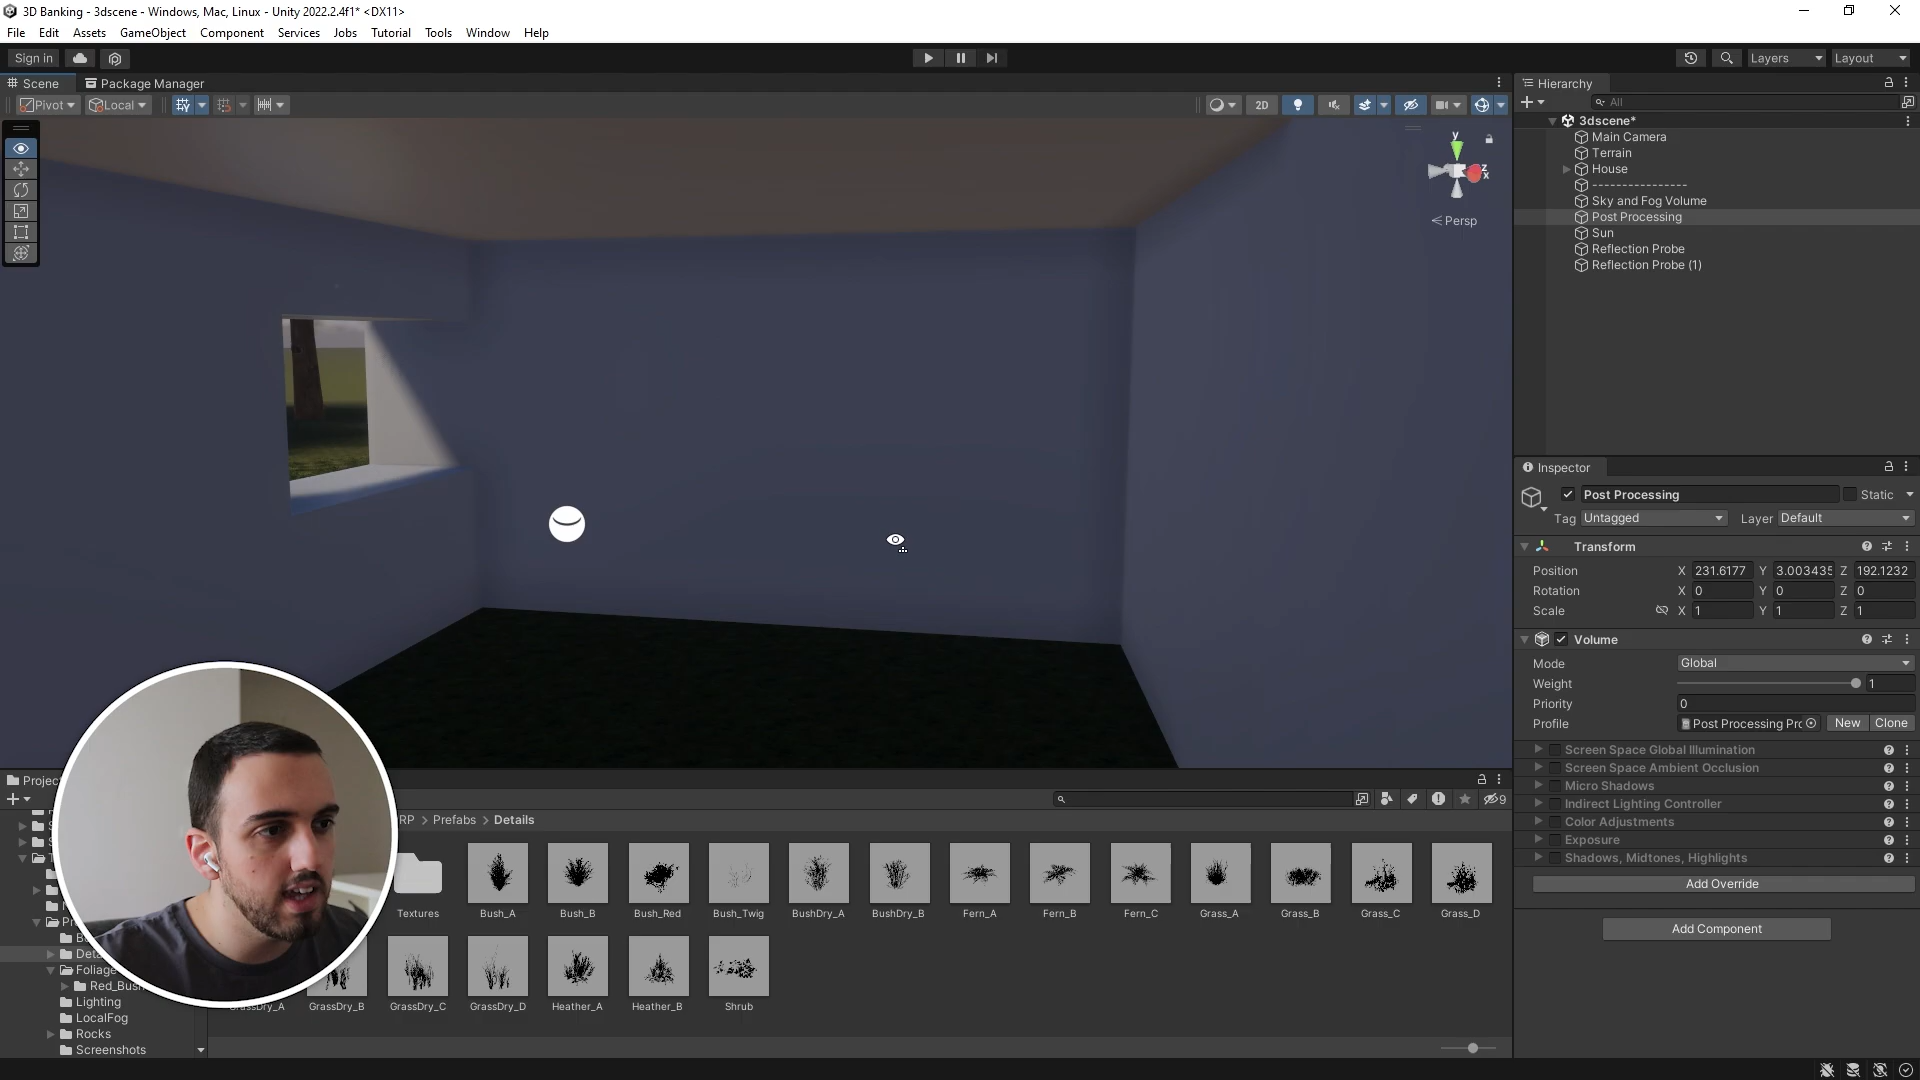 3D Banking - 3dscene - Windows, Mac, Linux - Unity 2022.2.4f1* <DX11>
File Edit Assets GameObject Component Services Jobs Tutorial Tools Window Help
Sign in
Layers Layout
Scene Package Manager
Pivot Local
2D
y
z
x
Persp
Hierarchy
All
3dscene*
Main Camera
Terrain
House
----------------
Sky and Fog Volume
Post Processing
Sun
Reflection Probe
Reflection Probe (1)
Inspector
Post Processing Static
Tag Untagged Layer Default
Transform
Position X 231.6177 Y 3.003435 Z 192.1232
Rotation X 0 Y 0 Z 0
Scale X 1 Y 1 Z 1
Volume
Mode Global
Weight 1
Priority 0
Profile Post Processing Pro New Clone
Screen Space Global Illumination
Screen Space Ambient Occlusion
Micro Shadows
Indirect Lighting Controller
Color Adjustments
Exposure
Shadows, Midtones, Highlights
Add Override
Add Component
Project
9
RP > Prefabs > Details
Textures Bush_A Bush_B Bush_Red Bush_Twig BushDry_A BushDry_B Fern_A Fern_B Fern_C Grass_A Grass_B Grass_C Grass_D
GrassDry_A GrassDry_B GrassDry_C GrassDry_D Heather_A Heather_B Shrub
Foliage
Red_Bush
Lighting
LocalFog
Rocks
Screenshots